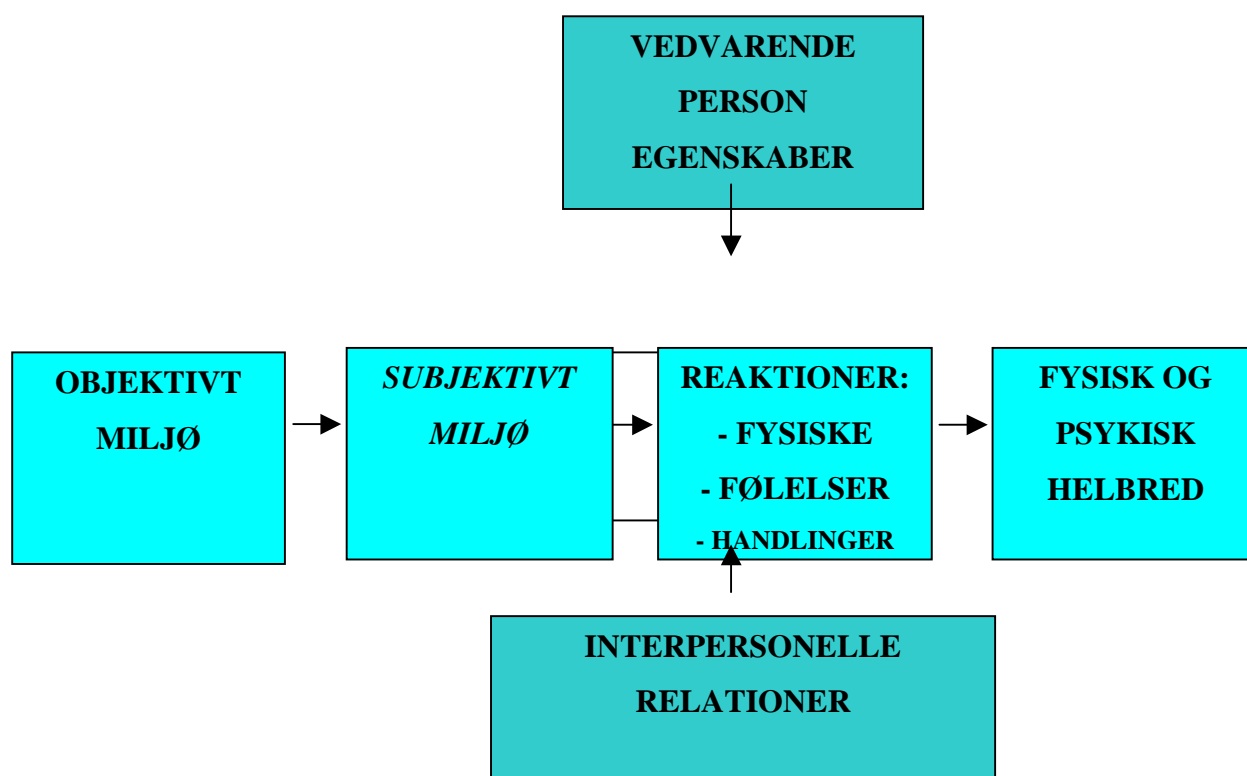 VEDVARENDE
PERSON
EGENSKABER
OBJEKTIVT
MILJØ
SUBJEKTIVT
MILJØ
REAKTIONER:
- FYSISKE
- FØLELSER
- HANDLINGER
FYSISK OG
PSYKISK
HELBRED
INTERPERSONELLE
RELATIONER